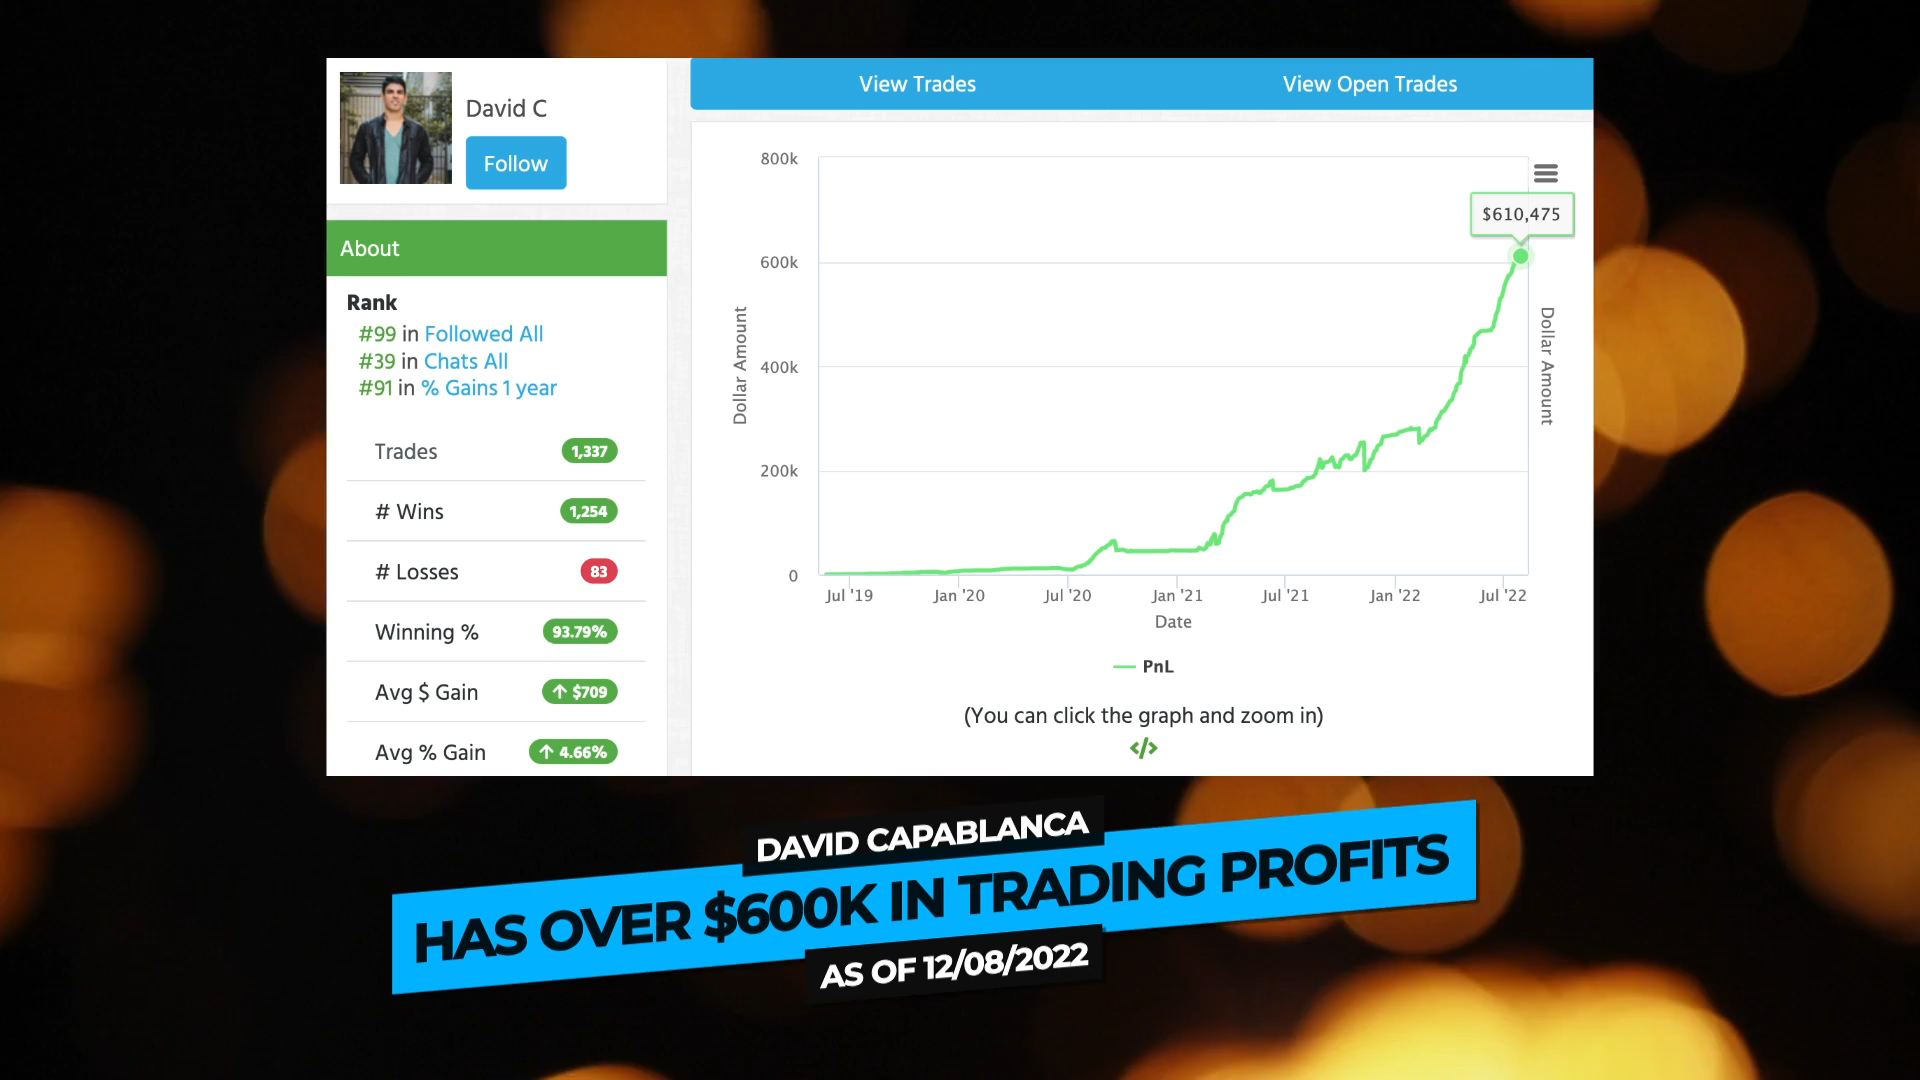 David C
Follow
About
Rank
#99 in Followed All
#39 in Chats All
#91 in % Gains 1 year
Trades 1,337
# Wins 1,254
# Losses 83
Winning % 93.79%
Avg $ Gain ↑ $709
Avg % Gain ↑ 4.66%
View Trades
View Open Trades
800k
600k
400k
200k
0
Dollar Amount
$610,475
Dollar Amount
Jul '19
Jan '20
Jul '20
Jan '21
Jul '21
Jan '22
Jul '22
Date
PnL
(You can click the graph and zoom in)
</>
DAVID CAPABLANCA
HAS OVER $600K IN TRADING PROFITS
AS OF 12/08/2022